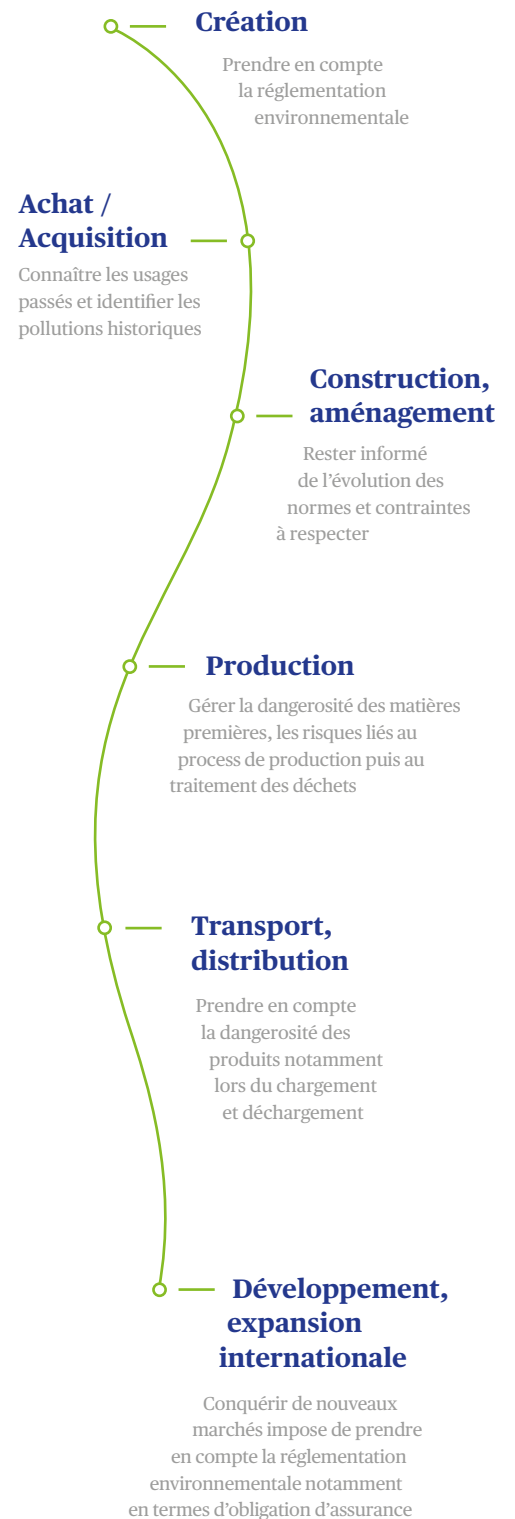 Création
Prendre en compte
la réglementation
environnementale
Achat /
Acquisition
Connaître les usages
passés et identifier les
pollutions historiques
Construction,
aménagement
Rester informé
de l’évolution des
normes et contraintes
à respecter
Production
Gérer la dangerosité des matières
premières, les risques liés au
process de production puis au
traitement des déchets
Transport,
distribution
Prendre en compte
la dangerosité des
produits notamment
lors du chargement
et déchargement
Développement,
expansion
internationale
Conquérir de nouveaux
marchés impose de prendre
en compte la réglementation
environnementale notamment
en termes d’obligation d’assurance